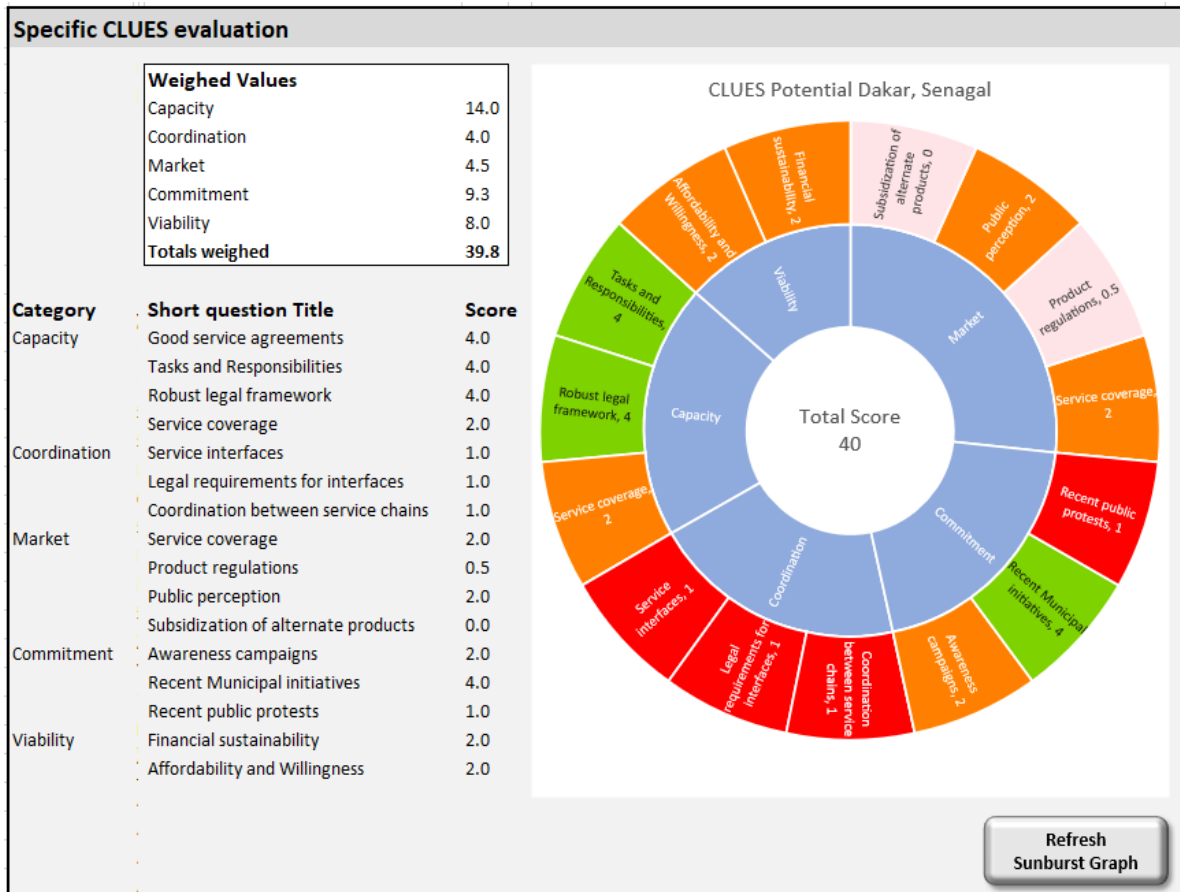 Specific CLUES evaluation
Weighed Values
Capacity 14.0
Coordination 4.0
Market 4.5
Commitment 9.3
Viability 8.0
Totals weighed 39.8
Category Short question Title Score
Capacity Good service agreements 4.0
Tasks and Responsibilities 4.0
Robust legal framework 4.0
Service coverage 2.0
Coordination Service interfaces 1.0
Legal requirements for interfaces 1.0
Coordination between service chains 1.0
Market Service coverage 2.0
Product regulations 0.5
Public perception 2.0
Subsidization of alternate products 0.0
Commitment Awareness campaigns 2.0
Recent Municipal initiatives 4.0
Recent public protests 1.0
Viability Financial sustainability 2.0
Affordability and Willingness 2.0
CLUES Potential Dakar, Senagal
Subsidization of
alternate
products, 0
Public
perception, 2
Product
regulations, 0.5
Service coverage,
2
Recent public
protests, 1
Recent Municipal
initiatives, 4
Awareness
campaigns, 2
Coordination
between service
chains, 1
Legal
requirements for
interfaces, 1
Service
interfaces, 1
Service coverage,
2
Robust legal
framework, 4
Tasks and
Responsibilities,
4
Affordability and
Willingness, 2
Financial
sustainability, 2
Market
Commitment
Coordination
Capacity
Viability
Total Score
40
Refresh
Sunburst Graph